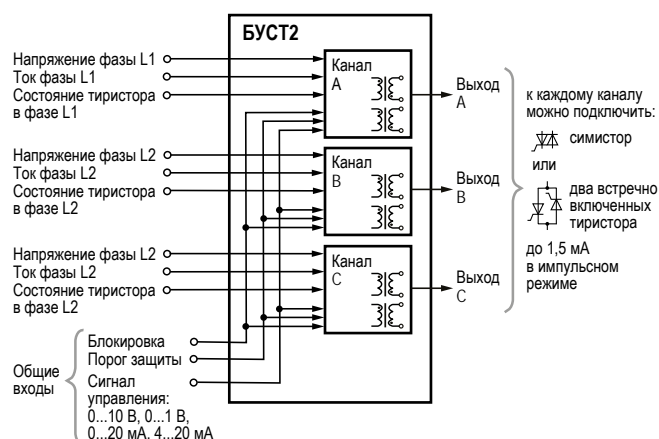 БУСТ2
Напряжение фазы L1
Ток фазы L1
Состояние тиристора
в фазе L1
Канал
A
Выход
A
Напряжение фазы L2
Ток фазы L2
Состояние тиристора
в фазе L2
Канал
B
Выход
B
Напряжение фазы L2
Ток фазы L2
Состояние тиристора
в фазе L2
Канал
C
Выход
C
Общие
входы
Блокировка
Порог защиты
Сигнал
управления:
0...10 В, 0...1 В,
0...20 мА, 4...20 мА
к каждому каналу
можно подключить:
симистор
или
два встречно
включенных
тиристора
до 1,5 мА
в импульсном
режиме